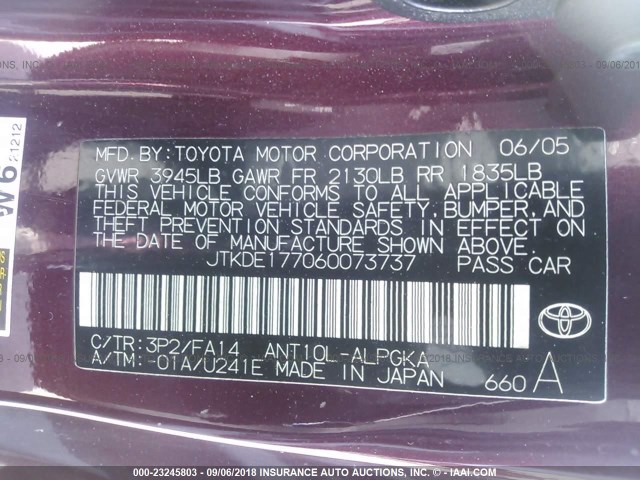 MFD. BY: TOYOTA MOTOR CORPORATION 06/05
GVWR 3945LB GAWR FR 2130LB RR 1835LB
THIS VEHICLE CONFORMS TO ALL APPLICABLE
FEDERAL MOTOR VEHICLE SAFETY, BUMPER, AND
THEFT PREVENTION STANDARDS IN EFFECT ON
THE DATE OF MANUFACTURE SHOWN ABOVE.
JTKDE177060073737 PASS CAR
C/TR: 3P2/FA14 ANT10L-ALPGKA
A/TM: -01A/U241E MADE IN JAPAN 660 A
000-23245803 - 09/06/2018 INSURANCE AUTO AUCTIONS, INC. (C) - IAAI.COM